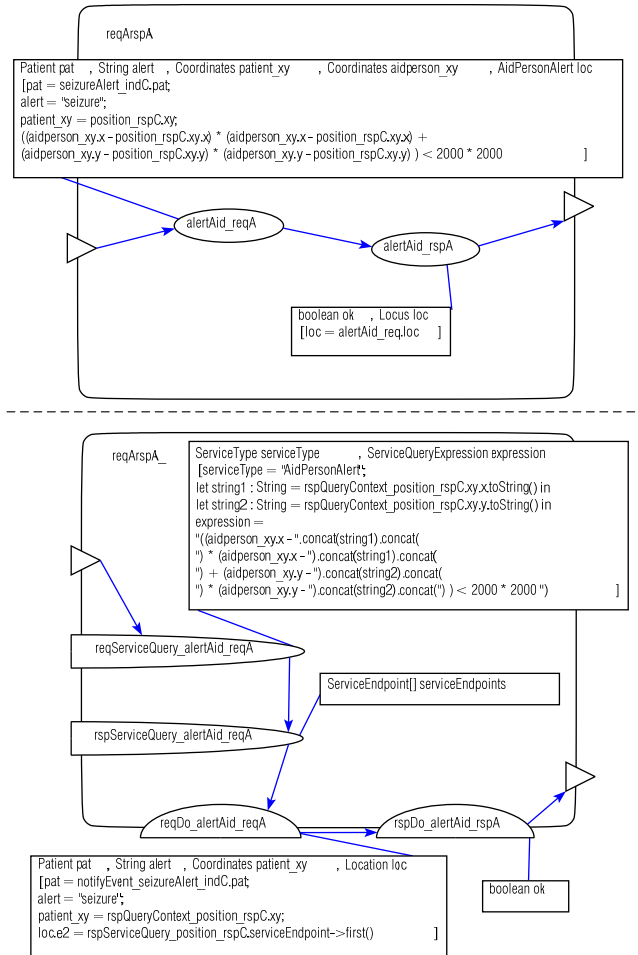 reqArspA
Patient pat , String alert , Coordinates patient_xy , Coordinates aidperson_xy , AidPersonAlert loc
[pat = seizureAlert_indC.pat;
alert = "seizure";
patient_xy = position_rspC.xy;
((aidperson_xy.x - position_rspC.xy.x) * (aidperson_xy.x - position_rspC.xy.x) +
(aidperson_xy.y - position_rspC.xy.y) * (aidperson_xy.y - position_rspC.xy.y) ) < 2000 * 2000 ]
alertAid_reqA
alertAid_rspA
boolean ok , Locus loc
[loc = alertAid_req.loc ]
reqArspA_
ServiceType serviceType , ServiceQueryExpression expression
[serviceType = "AidPersonAlert";
let string1 : String = rspQueryContext_position_rspC.xy.x.toString() in
let string2 : String = rspQueryContext_position_rspC.xy.y.toString() in
expression =
"((aidperson_xy.x - ".concat(string1).concat(
") * (aidperson_xy.x - ").concat(string1).concat(
") + (aidperson_xy.y - ").concat(string2).concat(
") * (aidperson_xy.y - ").concat(string2).concat(") ) < 2000 * 2000 ") ]
reqServiceQuery_alertAid_reqA
ServiceEndpoint[] serviceEndpoints
rspServiceQuery_alertAid_reqA
reqDo_alertAid_reqA
rspDo_alertAid_rspA
Patient pat , String alert , Coordinates patient_xy , Location loc
[pat = notifyEvent_seizureAlert_indC.pat;
alert = "seizure";
patient_xy = rspQueryContext_position_rspC.xy;
loc.e2 = rspServiceQuery_position_rspC.serviceEndpoint->first() ]
boolean ok